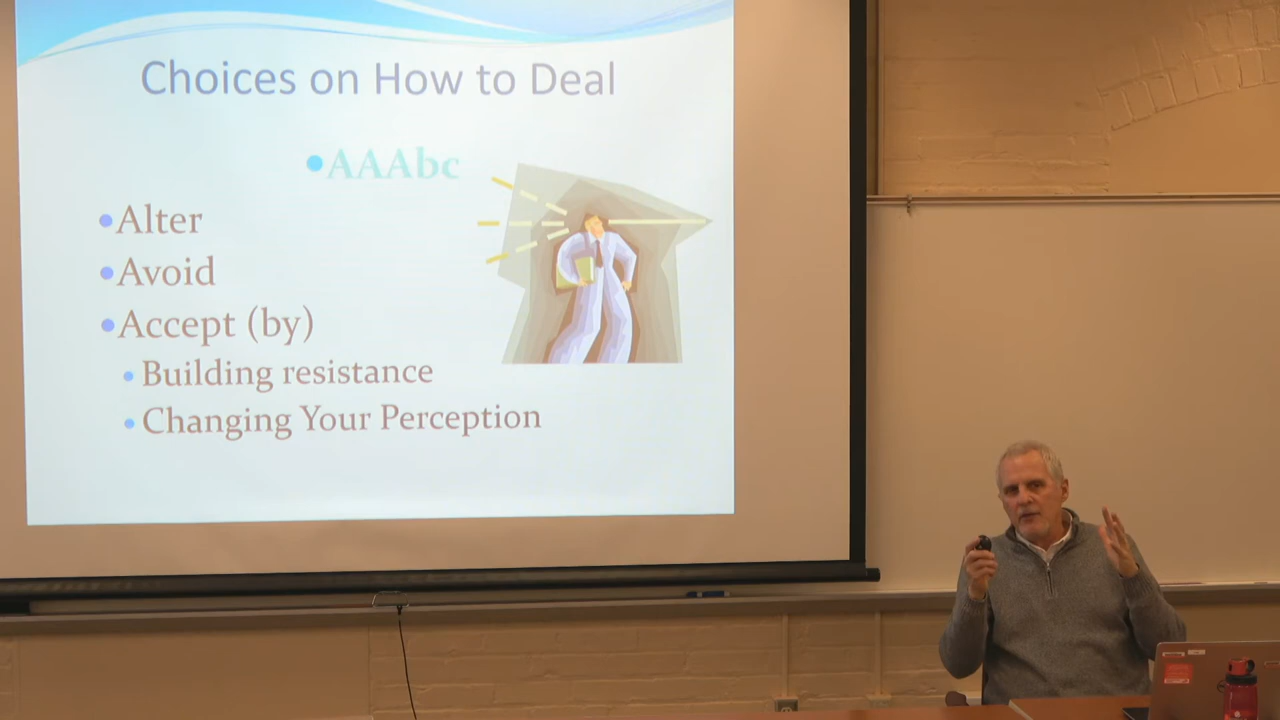 Choices on How to Deal
•AAAbc
•Alter
•Avoid
•Accept (by)
•Building resistance
•Changing Your Perception